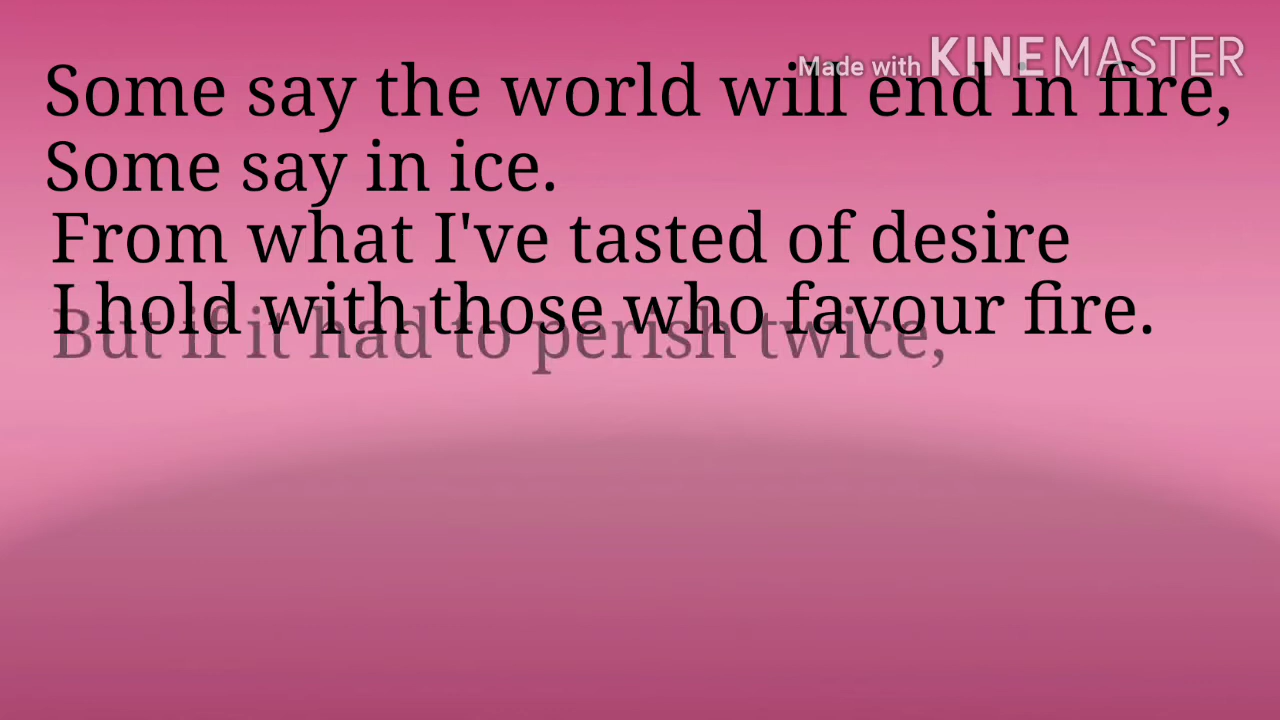 Made with KINEMASTER
Some say the world will end in fire,
Some say in ice.
From what I've tasted of desire
I hold with those who favour fire.
But if it had to perish twice,